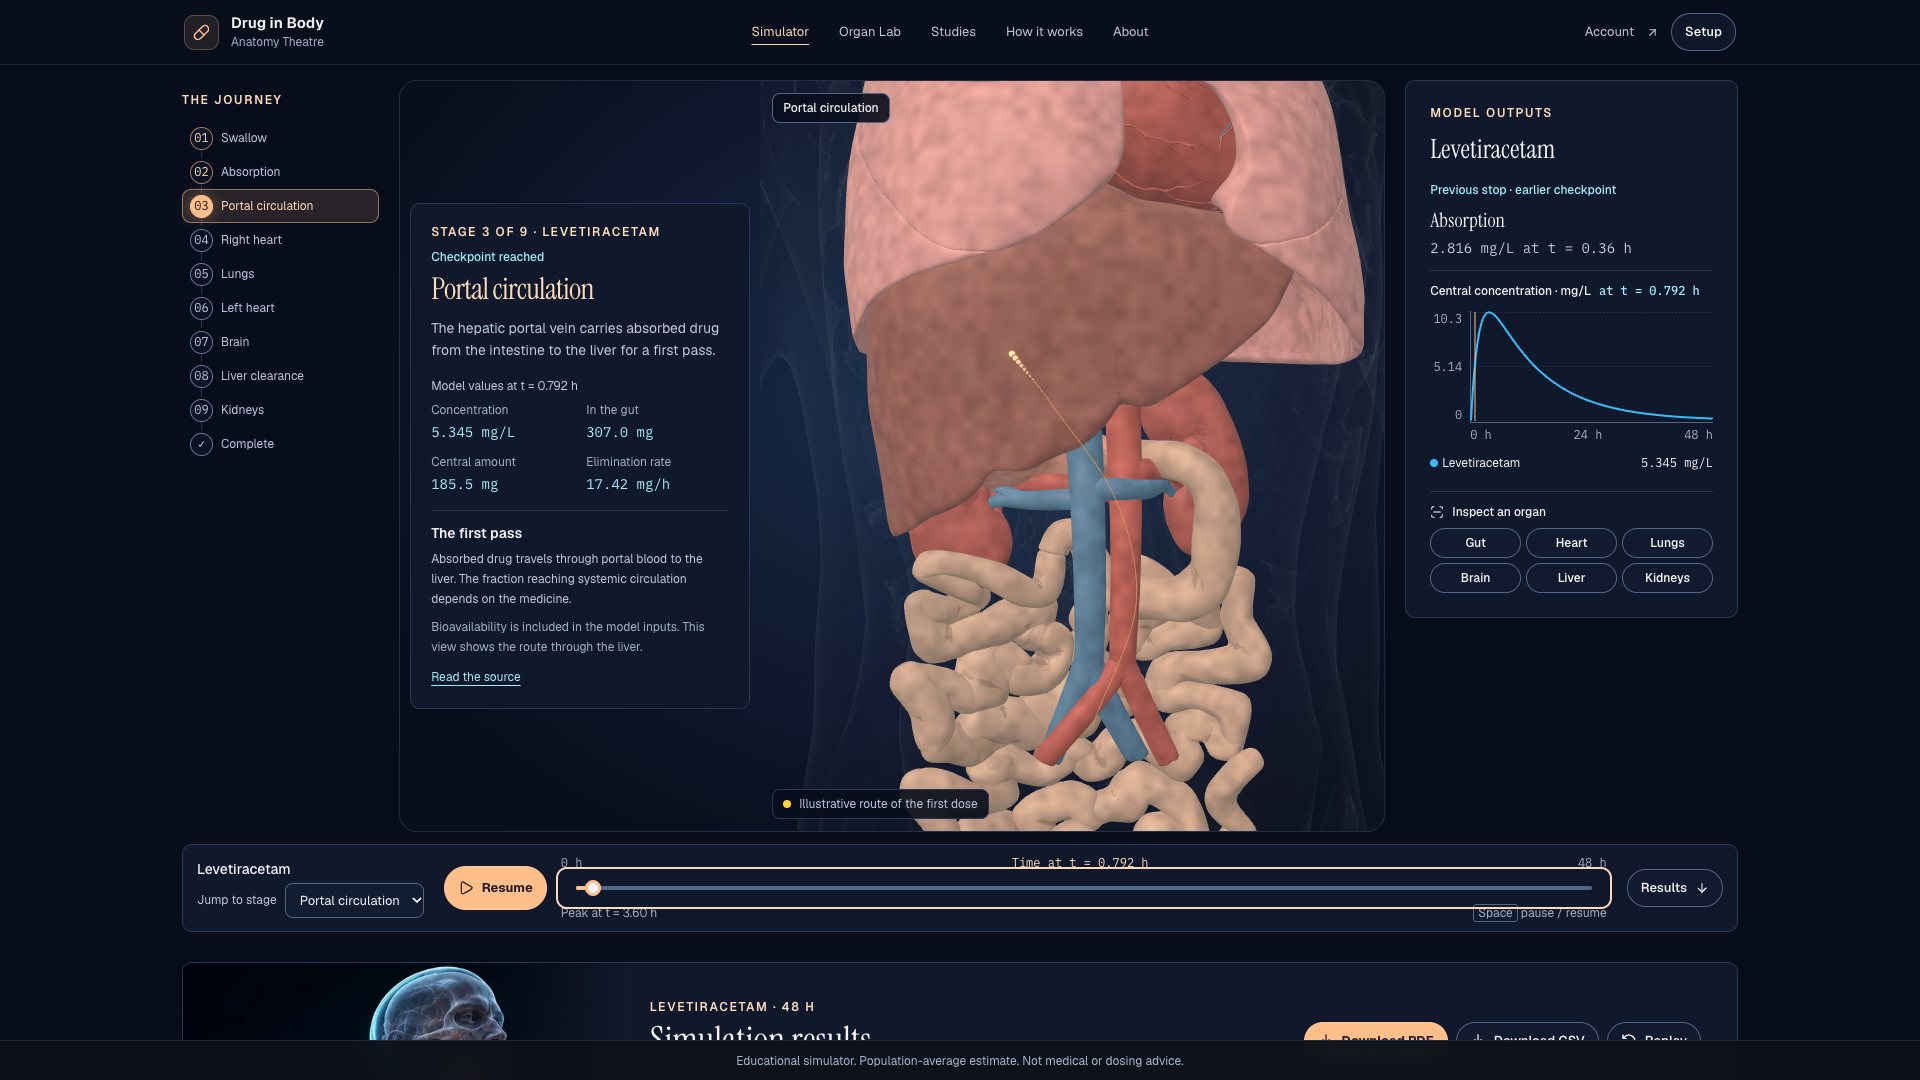 Drug in Body
Anatomy Theatre
Simulator
Organ Lab
Studies
How it works
About
Account
Setup
THE JOURNEY
01 Swallow
02 Absorption
03 Portal circulation
04 Right heart
05 Lungs
06 Left heart
07 Brain
08 Liver clearance
09 Kidneys
✓ Complete
Portal circulation
STAGE 3 OF 9 · LEVETIRACETAM
Checkpoint reached
Portal circulation
The hepatic portal vein carries absorbed drug
from the intestine to the liver for a first pass.
Model values at t = 0.792 h
Concentration
5.345 mg/L
In the gut
307.0 mg
Central amount
185.5 mg
Elimination rate
17.42 mg/h
The first pass
Absorbed drug travels through portal blood to the
liver. The fraction reaching systemic circulation
depends on the medicine.
Bioavailability is included in the model inputs. This
view shows the route through the liver.
Read the source
Illustrative route of the first dose
MODEL OUTPUTS
Levetiracetam
Previous stop · earlier checkpoint
Absorption
2.816 mg/L at t = 0.36 h
Central concentration · mg/L at t = 0.792 h
10.3
5.14
0
0 h
24 h
48 h
Levetiracetam
5.345 mg/L
Inspect an organ
Gut
Heart
Lungs
Brain
Liver
Kidneys
Levetiracetam
Jump to stage
Portal circulation
Resume
0 h
Time at t = 0.792 h
48 h
Peak at t = 3.60 h
Space pause / resume
Results
LEVETIRACETAM · 48 H
Simulation results
Download PDF
Download CSV
Replay
Educational simulator. Population-average estimate. Not medical or dosing advice.